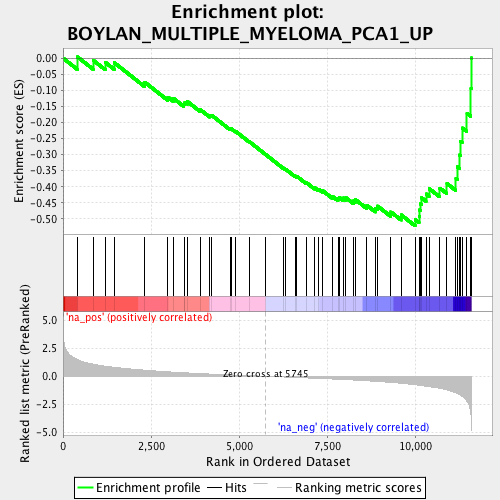 Enrichment plot:
BOYLAN_MULTIPLE_MYELOMA_PCA1_UP
Enrichment score (ES)
0.00
-0.05
-0.10
-0.15
-0.20
-0.25
-0.30
-0.35
-0.40
-0.45
-0.50
'na_pos' (positively correlated)
Ranked list metric (PreRanked)
5.0
2.5
0.0
-2.5
-5.0
Zero cross at 5745
'na_neg' (negatively correlated)
0
2,500
5,000
7,500
10,000
Rank in Ordered Dataset
Enrichment profile
Hits
Ranking metric scores